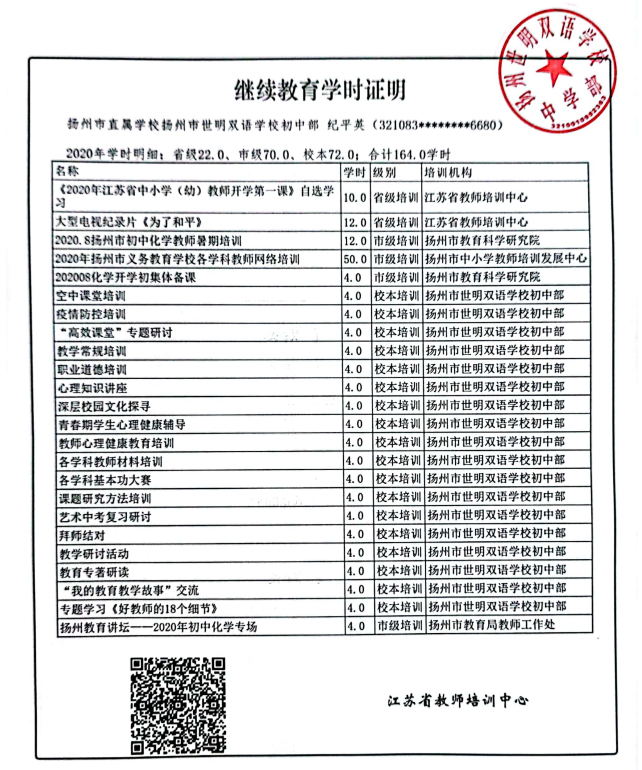 扬州世明双语学校
中学部
3210010092263
继续教育学时证明
扬州市直属学校扬州市世明双语学校初中部 纪平英（321083********6680）
2020年学时明细：省级22.0、市级70.0、校本72.0；合计164.0学时
名称 学时 级别 培训机构
《2020年江苏省中小学（幼）教师开学第一课》自选学
习 10.0 省级培训 江苏省教师培训中心
大型电视纪录片《为了和平》 12.0 省级培训 江苏省教师培训中心
2020.8扬州市初中化学教师暑期培训 12.0 市级培训 扬州市教育科学研究院
2020年扬州市义务教育学校各学科教师网络培训 50.0 市级培训 扬州市中小学教师培训发展中心
202008化学开学初集体备课 4.0 市级培训 扬州市教育科学研究院
空中课堂培训 4.0 校本培训 扬州市世明双语学校初中部
疫情防控培训 4.0 校本培训 扬州市世明双语学校初中部
“高效课堂”专题研讨 4.0 校本培训 扬州市世明双语学校初中部
教学常规培训 4.0 校本培训 扬州市世明双语学校初中部
职业道德培训 4.0 校本培训 扬州市世明双语学校初中部
心理知识讲座 4.0 校本培训 扬州市世明双语学校初中部
深层校园文化探寻 4.0 校本培训 扬州市世明双语学校初中部
青春期学生心理健康辅导 4.0 校本培训 扬州市世明双语学校初中部
教师心理健康教育培训 4.0 校本培训 扬州市世明双语学校初中部
各学科教师材料培训 4.0 校本培训 扬州市世明双语学校初中部
各学科基本功大赛 4.0 校本培训 扬州市世明双语学校初中部
课题研究方法培训 4.0 校本培训 扬州市世明双语学校初中部
艺术中考复习研讨 4.0 校本培训 扬州市世明双语学校初中部
拜师结对 4.0 校本培训 扬州市世明双语学校初中部
教学研讨活动 4.0 校本培训 扬州市世明双语学校初中部
教育专著研读 4.0 校本培训 扬州市世明双语学校初中部
“我的教育教学故事”交流 4.0 校本培训 扬州市世明双语学校初中部
专题学习《好教师的18个细节》 4.0 校本培训 扬州市世明双语学校初中部
扬州教育讲坛——2020年初中化学专场 4.0 市级培训 扬州市教育局教师工作处
江苏省教师培训中心